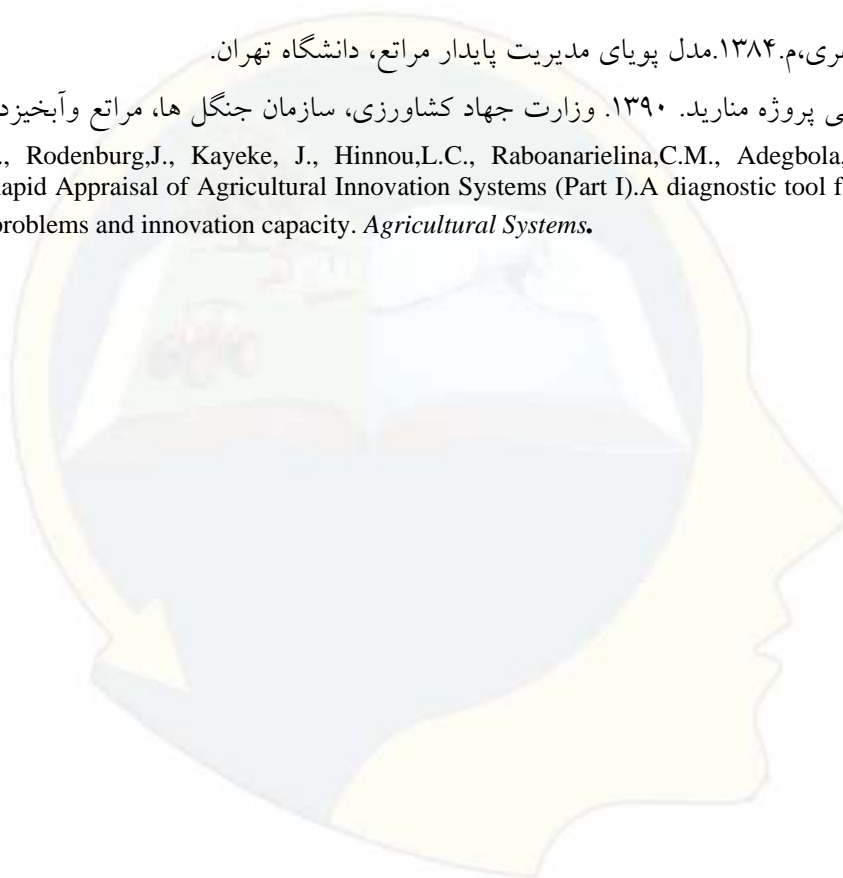 فری،م.۱۳۸۴.مدل پویای مدیریت پایدار مراتع، دانشگاه تهران.
ی پروژه منارید. ۱۳۹۰. وزارت جهاد کشاورزی، سازمان جنگل ها، مراتع وآبخیزد
., Rodenburg,J., Kayeke, J., Hinnou,L.C., Raboanarielina,C.M., Adegbola,
apid Appraisal of Agricultural Innovation Systems (Part I).A diagnostic tool f
problems and innovation capacity. Agricultural Systems.